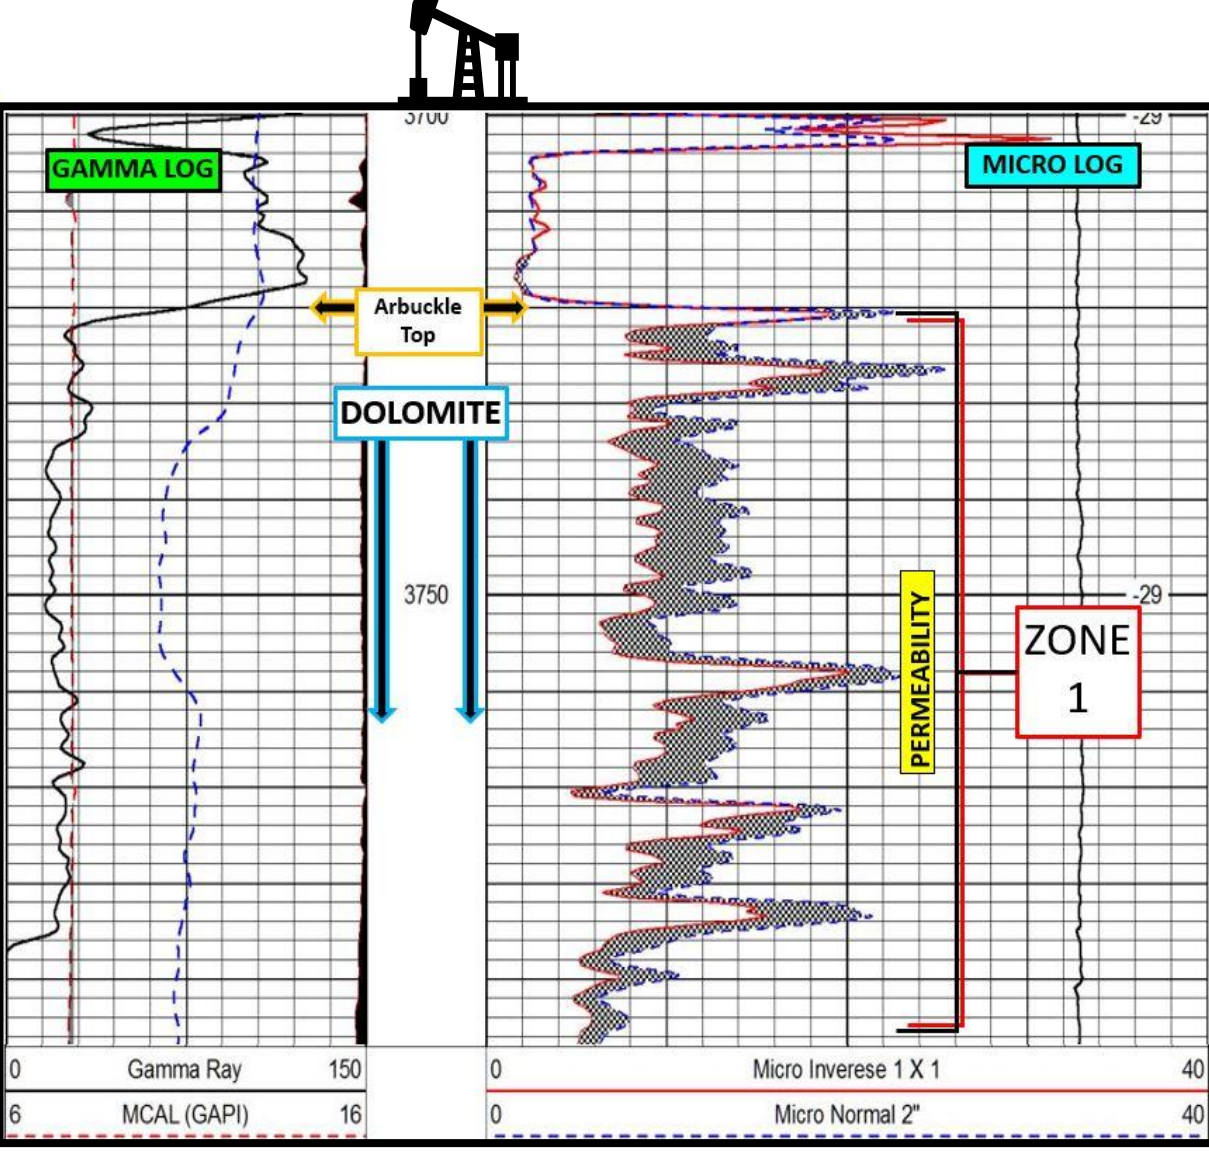 3700
-29
GAMMA LOG
MICRO LOG
Arbuckle
Top
DOLOMITE
3750
-29
PERMEABILITY
ZONE
1
0 Gamma Ray 150
0 Micro Inverese 1 X 1 40
6 MCAL (GAPI) 16
0 Micro Normal 2" 40